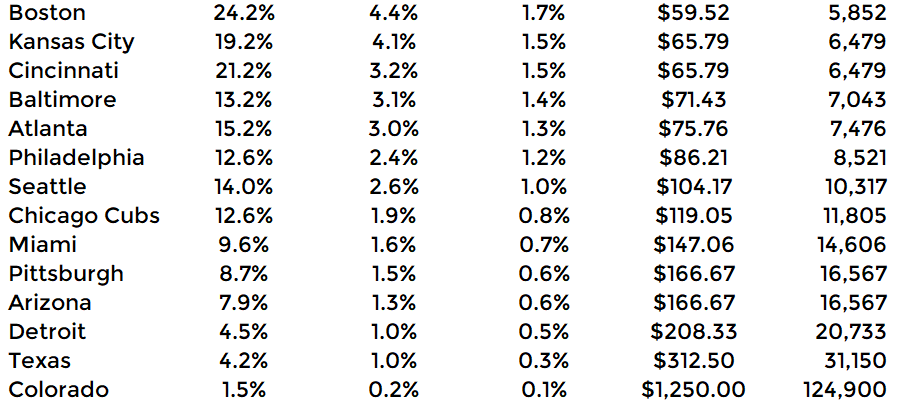 Boston 24.2% 4.4% 1.7% $59.52 5,852
Kansas City 19.2% 4.1% 1.5% $65.79 6,479
Cincinnati 21.2% 3.2% 1.5% $65.79 6,479
Baltimore 13.2% 3.1% 1.4% $71.43 7,043
Atlanta 15.2% 3.0% 1.3% $75.76 7,476
Philadelphia 12.6% 2.4% 1.2% $86.21 8,521
Seattle 14.0% 2.6% 1.0% $104.17 10,317
Chicago Cubs 12.6% 1.9% 0.8% $119.05 11,805
Miami 9.6% 1.6% 0.7% $147.06 14,606
Pittsburgh 8.7% 1.5% 0.6% $166.67 16,567
Arizona 7.9% 1.3% 0.6% $166.67 16,567
Detroit 4.5% 1.0% 0.5% $208.33 20,733
Texas 4.2% 1.0% 0.3% $312.50 31,150
Colorado 1.5% 0.2% 0.1% $1,250.00 124,900